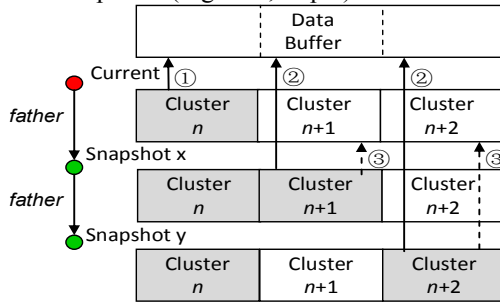 Data
Buffer
Current
①
②
②
Cluster
n
Cluster
n+1
Cluster
n+2
father
Snapshot x
③
③
Cluster
n
Cluster
n+1
Cluster
n+2
father
Snapshot y
Cluster
n
Cluster
n+1
Cluster
n+2